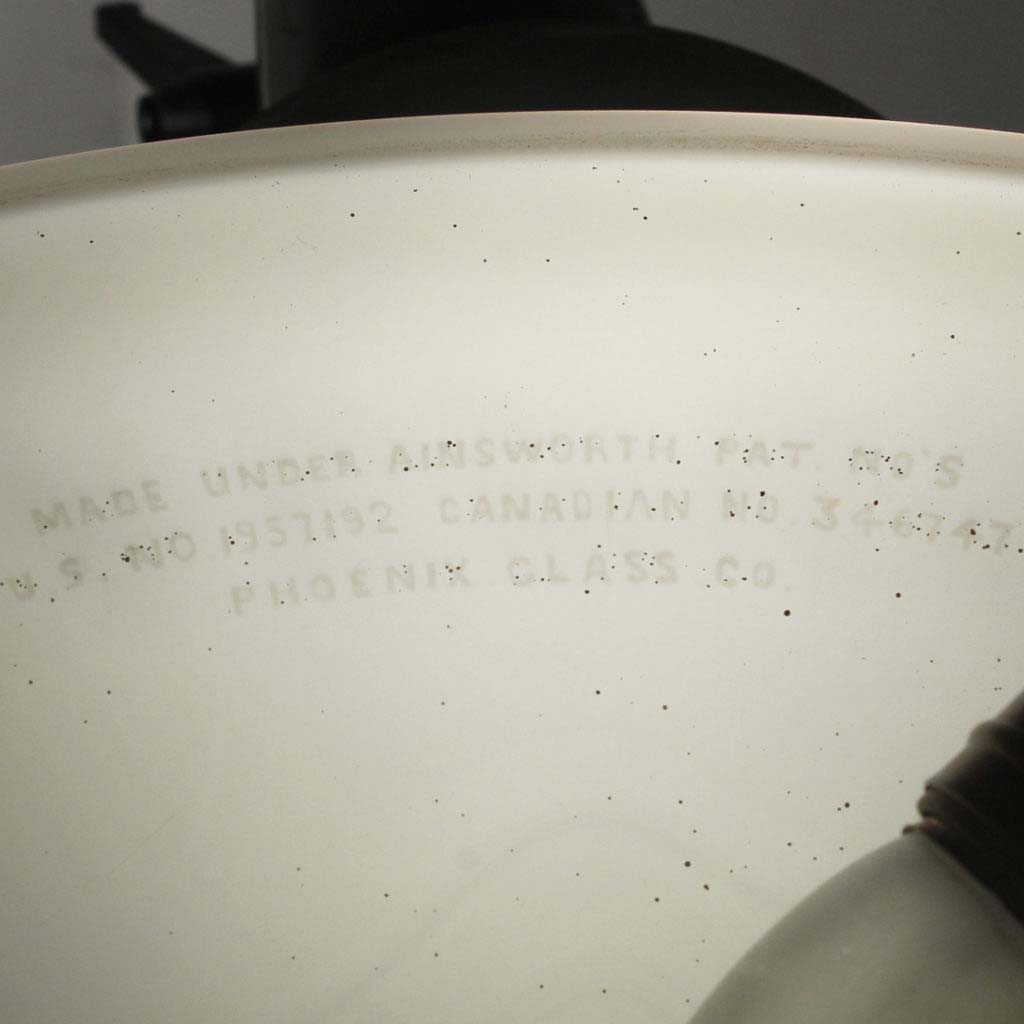 MADE UNDER AINSWORTH PAT. NO'S
U.S. NO 1957192 CANADIAN NO 346747
PHOENIX GLASS CO.